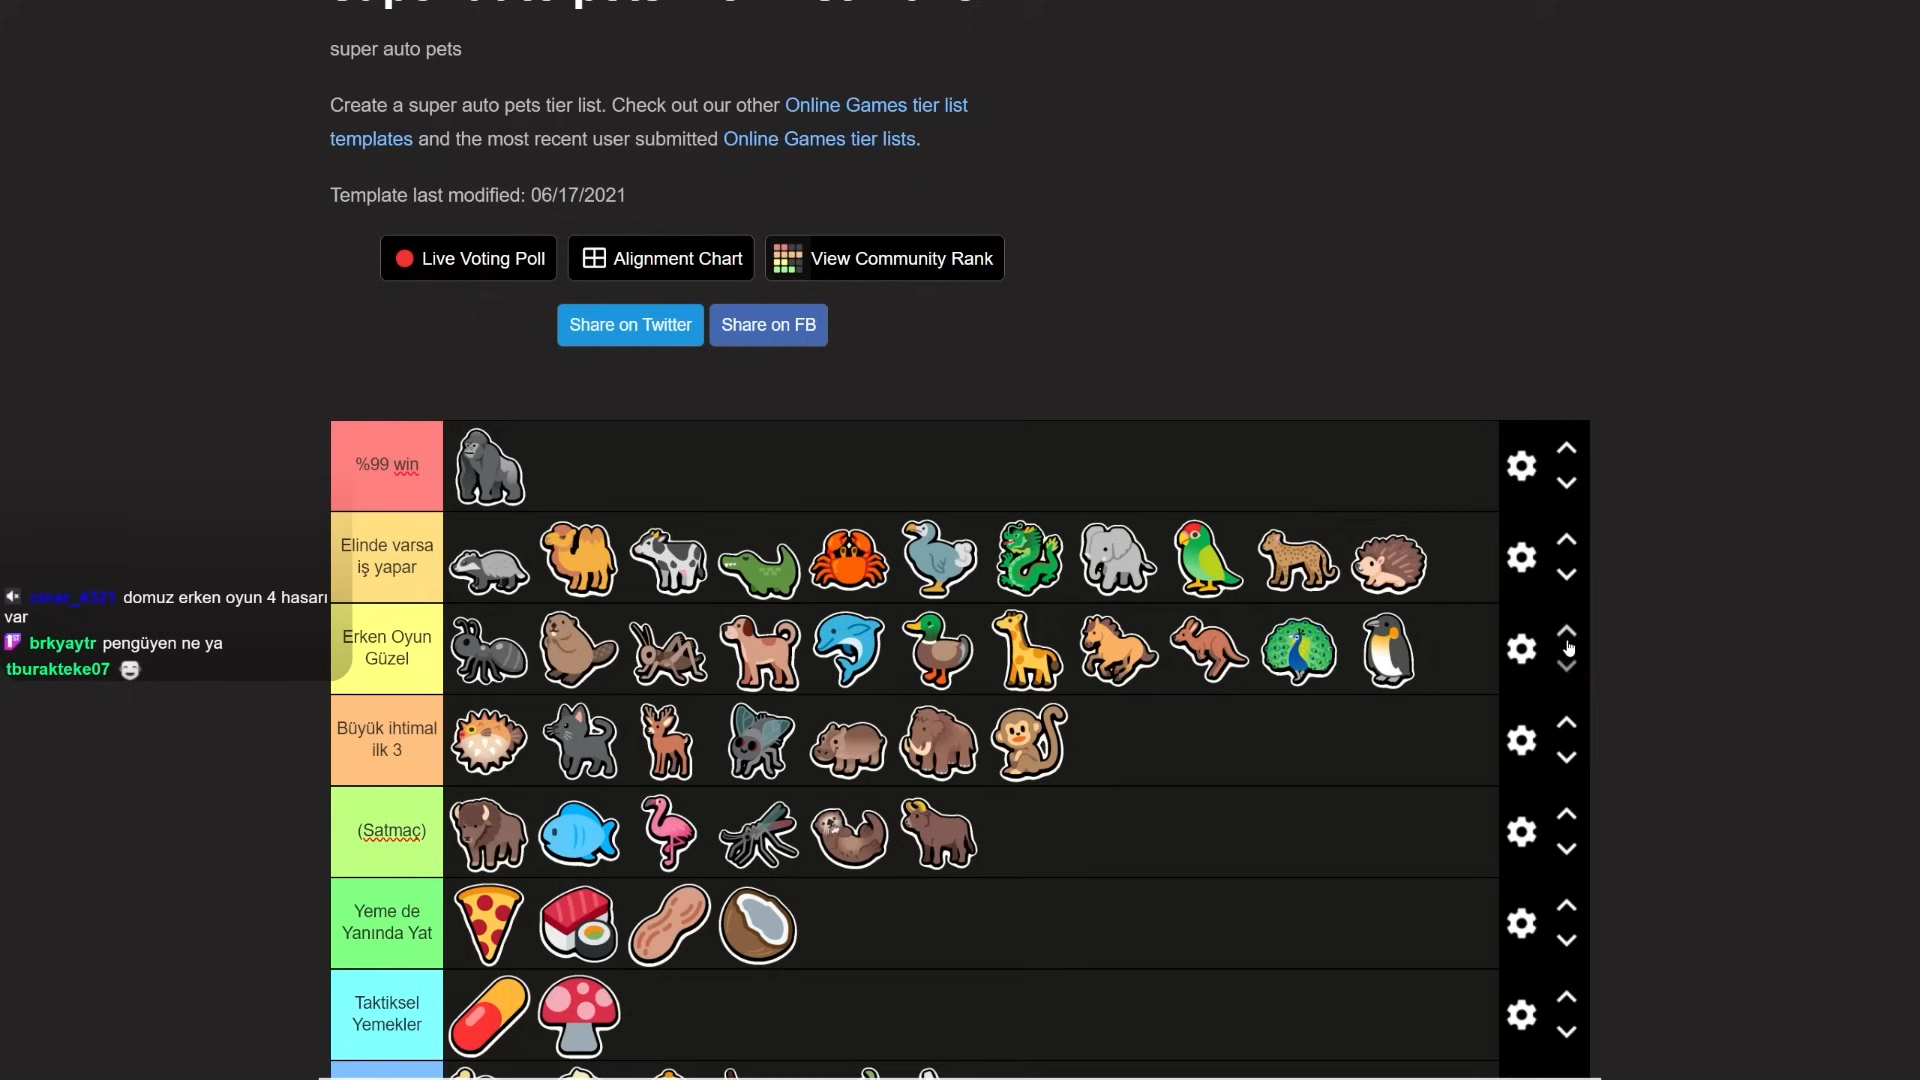 super auto pets
Create a super auto pets tier list. Check out our other Online Games tier list
templates and the most recent user submitted Online Games tier lists.
Template last modified: 06/17/2021
Live Voting Poll
Alignment Chart
View Community Rank
Share on Twitter
Share on FB
%99 win
Elinde varsa
iş yapar
Erken Oyun
Güzel
Büyük ihtimal
ilk 3
(Satmaç)
Yeme de
Yanında Yat
Taktiksel
Yemekler
cinar_4321 domuz erken oyun 4 hasarı
var
brkyaytr pengüyen ne ya
tburakteke07